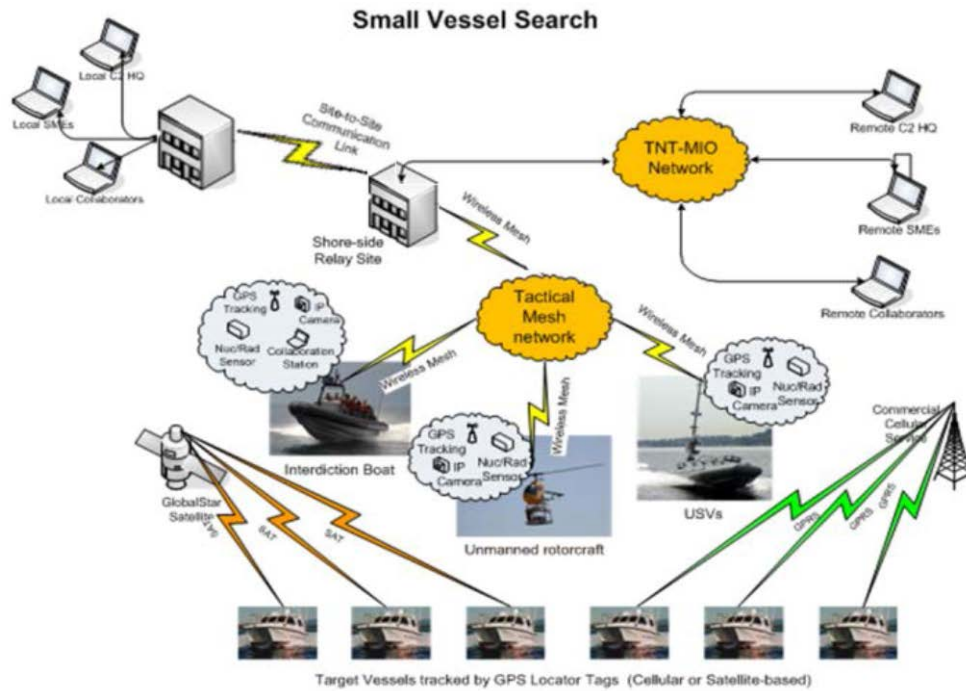 Small Vessel Search
Local C2 HQ
Local SMEs
Local Collaborators
Site-to-Site
Communication
Link
Shore-side
Relay Site
Wireless Mesh
TNT-MIO
Network
Remote C2 HQ
Remote SMEs
Remote Collaborators
Tactical
Mesh
network
GPS
Tracking
IP
Camera
Nuc/Rad
Sensor
Collaboration
Station
Wireless Mesh
Interdiction Boat
GPS
Tracking
IP
Camera
Nuc/Rad
Sensor
Wireless Mesh
Unmanned rotorcraft
Wireless Mesh
GPS
Tracking
IP
Camera
Nuc/Rad
Sensor
USVs
GlobalStar
Satellite
SAT
SAT
SAT
Commercial
Cellular
Service
GPRS
GPRS
GPRS
Target Vessels tracked by GPS Locator Tags (Cellular or Satellite-based)